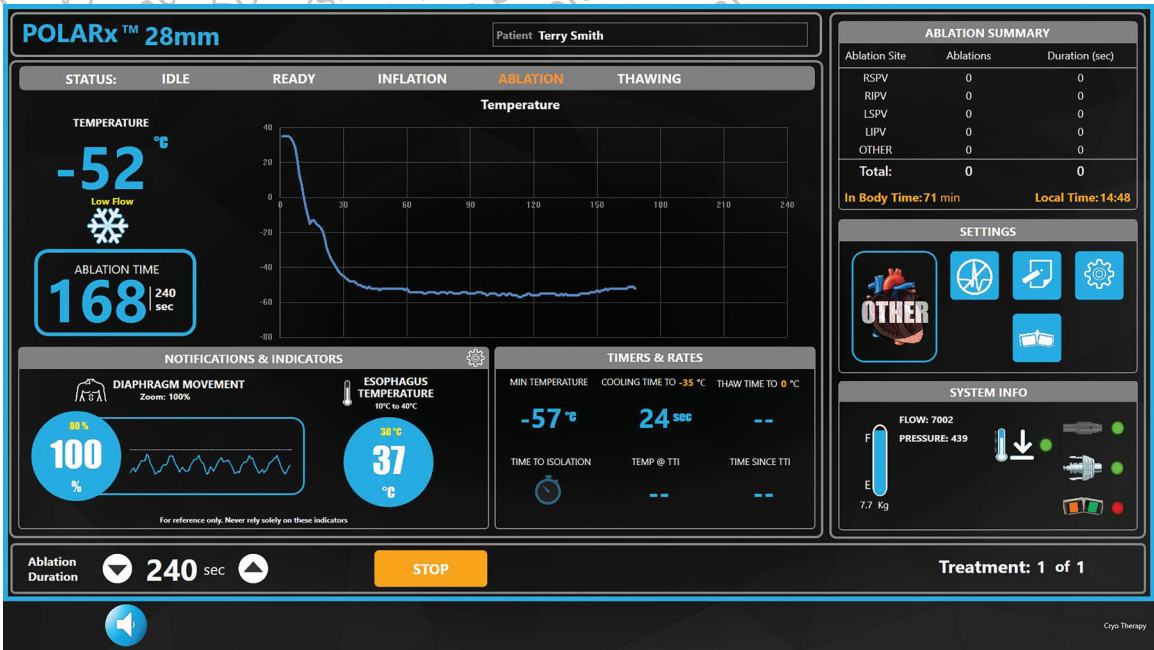 POLARx™ 28mm
Patient Terry Smith
STATUS: IDLE READY INFLATION ABLATION THAWING
TEMPERATURE
-52 °C
Low Flow
ABLATION TIME
168 240 sec
Temperature
40
20
0
-20
-40
-60
-80
0 30 60 90 120 150 180 210 240
NOTIFICATIONS & INDICATORS
DIAPHRAGM MOVEMENT
Zoom: 100%
80 %
100
%
ESOPHAGUS
TEMPERATURE
10°C to 40°C
30 °C
37
°C
For reference only. Never rely solely on these indicators
TIMERS & RATES
MIN TEMPERATURE COOLING TIME TO -35 °C THAW TIME TO 0 °C
-57 °C 24 sec --
TIME TO ISOLATION TEMP @ TTI TIME SINCE TTI
-- --
ABLATION SUMMARY
Ablation Site Ablations Duration (sec)
RSPV 0 0
RIPV 0 0
LSPV 0 0
LIPV 0 0
OTHER 0 0
Total: 0 0
In Body Time: 71 min Local Time: 14:48
SETTINGS
OTHER
SYSTEM INFO
FLOW: 7002
PRESSURE: 439
F
E
7.7 Kg
Ablation
Duration
240 sec
STOP
Treatment: 1 of 1
Cryo Therapy